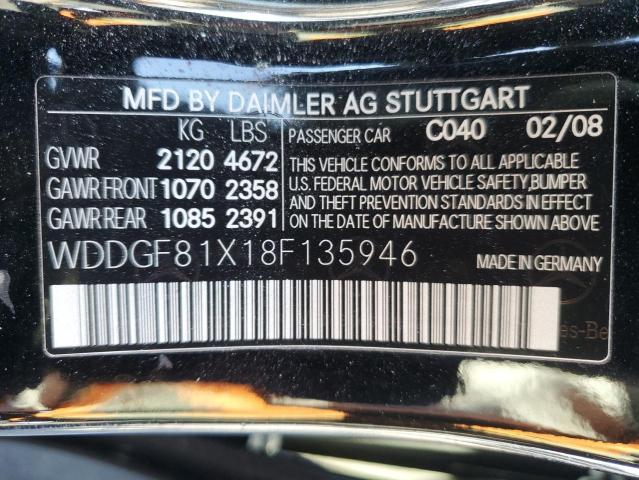 MFD BY DAIMLER AG STUTTGART
KG LBS PASSENGER CAR C040 02/08
GVWR 2120 4672 THIS VEHICLE CONFORMS TO ALL APPLICABLE
GAWR FRONT 1070 2358 U.S. FEDERAL MOTOR VEHICLE SAFETY, BUMPER
AND THEFT PREVENTION STANDARDS IN EFFECT
GAWR REAR 1085 2391 ON THE DATE OF MANUFACTURE SHOWN ABOVE
WDDGF81X18F135946 MADE IN GERMANY
es-Be